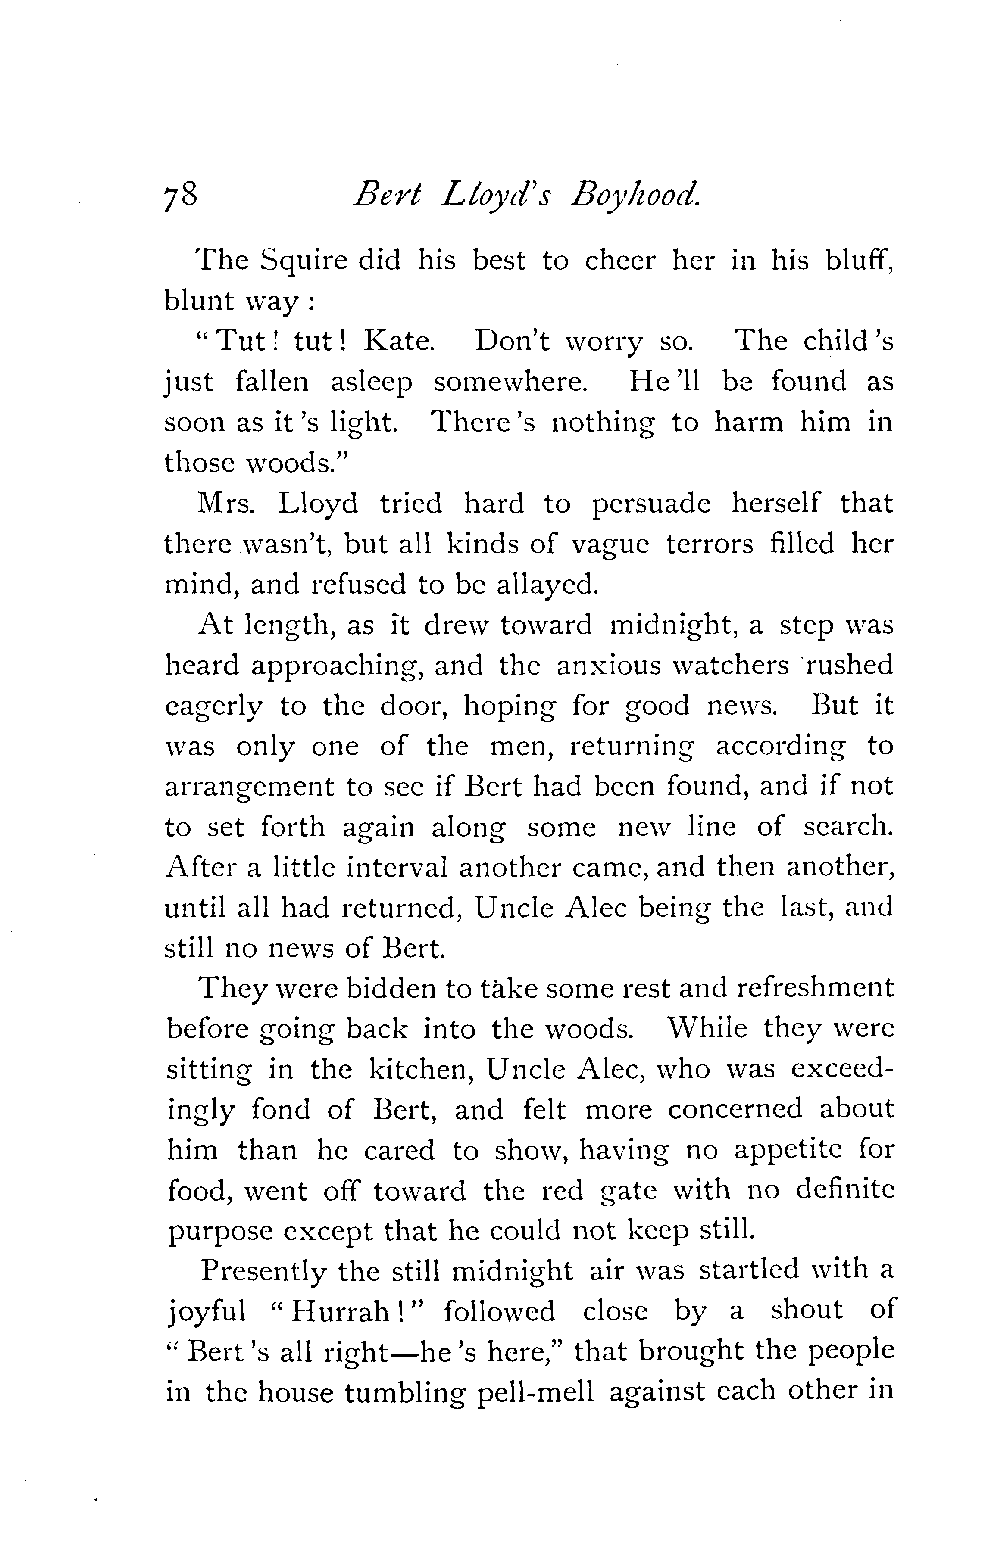 78 Bert Lloyd's Boyhood.
The Squire did his best to cheer her in his bluff,
blunt way :
"Tut! tut! Kate. Don't worry so. The child's
just fallen asleep somewhere. He'll be found as
soon as it's light. There's nothing to harm him in
those woods."
Mrs. Lloyd tried hard to persuade herself that
there wasn't, but all kinds of vague terrors filled her
mind, and refused to be allayed.
At length, as it drew toward midnight, a step was
heard approaching, and the anxious watchers rushed
eagerly to the door, hoping for good news. But it
was only one of the men, returning according to
arrangement to see if Bert had been found, and if not
to set forth again along some new line of search.
After a little interval another came, and then another,
until all had returned, Uncle Alec being the last, and
still no news of Bert.
They were bidden to take some rest and refreshment
before going back into the woods. While they were
sitting in the kitchen, Uncle Alec, who was exceed-
ingly fond of Bert, and felt more concerned about
him than he cared to show, having no appetite for
food, went off toward the red gate with no definite
purpose except that he could not keep still.
Presently the still midnight air was startled with a
joyful "Hurrah!" followed close by a shout of
"Bert's all right—he's here," that brought the people
in the house tumbling pell-mell against each other in